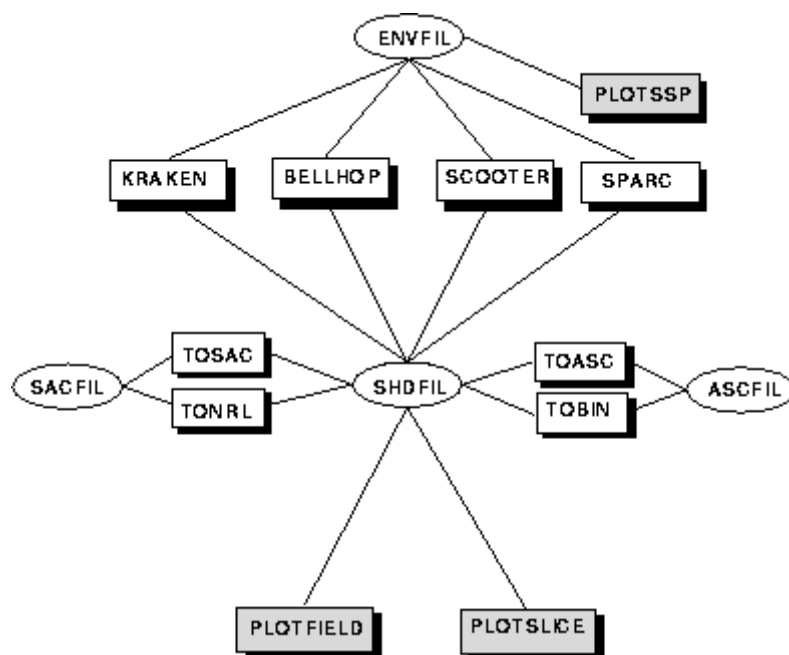 ENVFIL
PLOTSSP
KRAKEN
BELLHOP
SCOOTER
SPARC
TOSAC
TOASC
SACFIL
SHDFIL
ASCFIL
TONRL
TOBIN
PLOTFIELD
PLOTSLICE